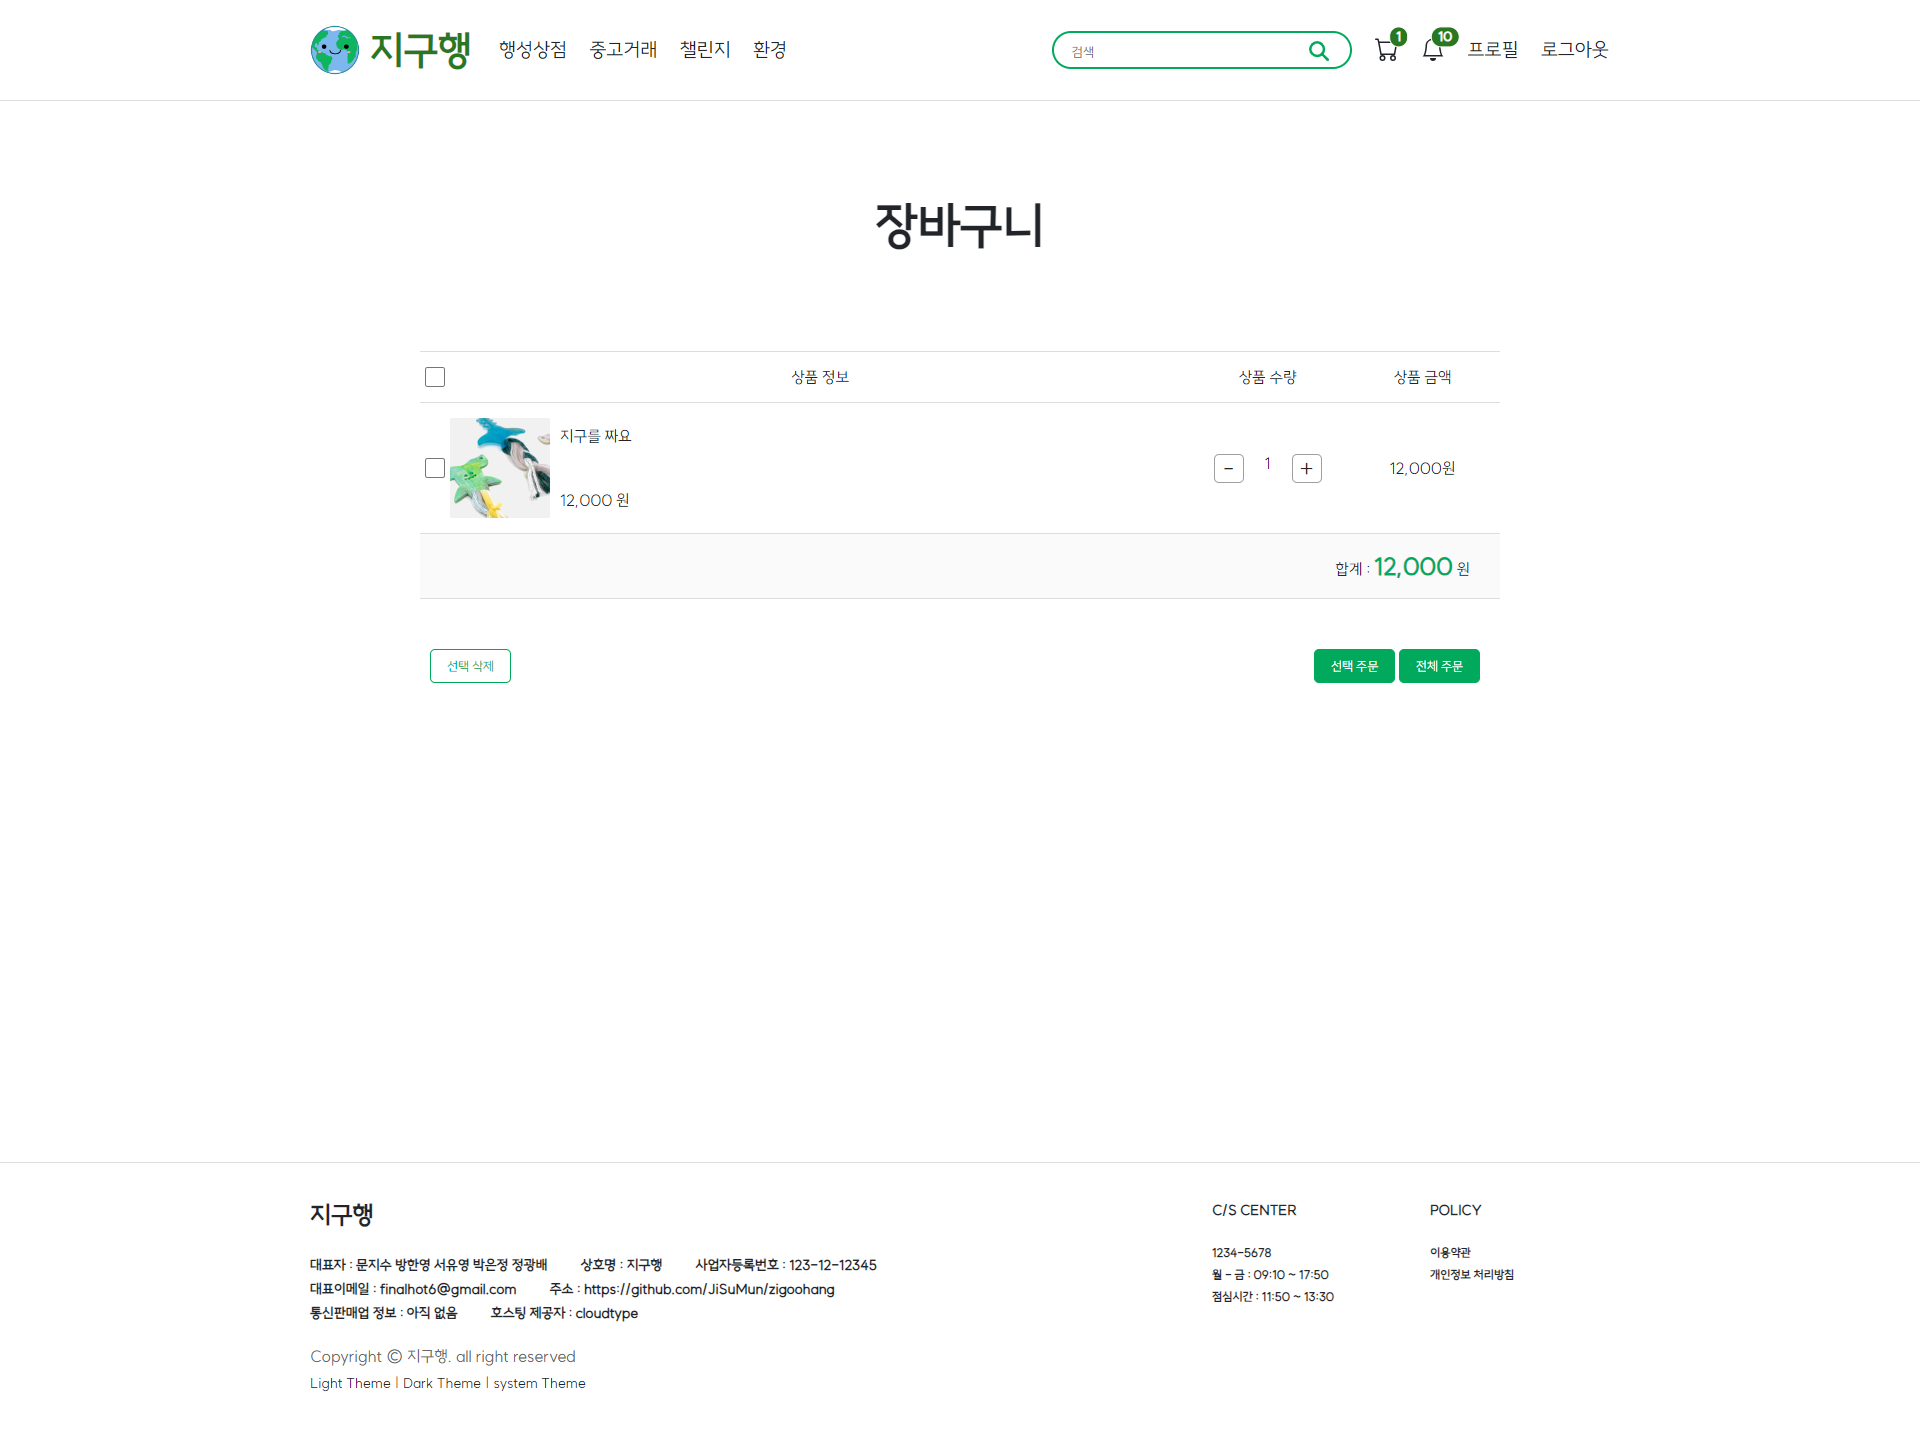 지구행 행성상점 중고거래 챌린지 환경 검색 1 10 프로필 로그아웃
장바구니
상품 정보 상품 수량 상품 금액
지구를 짜요
− 1 + 12,000원
12,000 원
합계 : 12,000 원
선택 삭제 선택 주문 전체 주문
지구행
대표자 : 문지수 방한영 서유영 박은정 정광배 상호명 : 지구행 사업자등록번호 : 123-12-12345
대표이메일 : finalhot6@gmail.com 주소 : https://github.com/JiSuMun/zigoohang
통신판매업 정보 : 아직 없음 호스팅 제공자 : cloudtype
Copyright © 지구행. all right reserved
Light Theme | Dark Theme | system Theme
C/S CENTER
1234-5678
월 - 금 : 09:10 ~ 17:50
점심시간 : 11:50 ~ 13:30
POLICY
이용약관
개인정보 처리방침